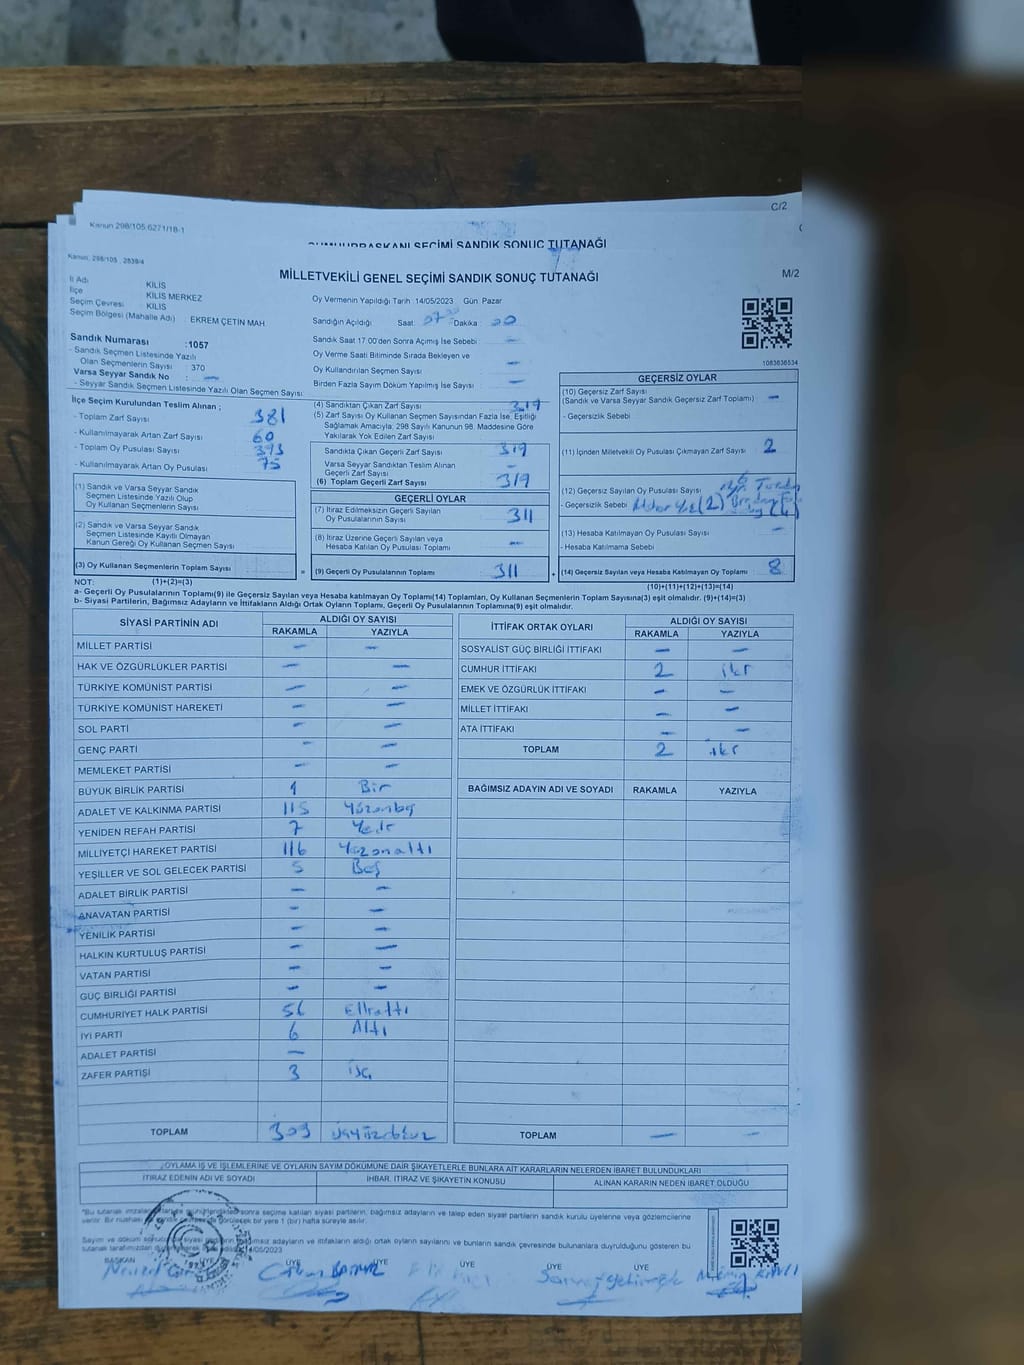 C/2
Kanun 298/105.6271/18-1
CUMHURBAŞKANI SEÇİMİ SANDIK SONUÇ TUTANAĞI
Kanun, 298/105 , 2839/4
MİLLETVEKİLİ GENEL SEÇİMİ SANDIK SONUÇ TUTANAĞI
M/2
İl Adı KİLİS
İlçe KİLİS MERKEZ
Seçim Çevresi KİLİS
Seçim Bölgesi (Mahalle Adı) : EKREM ÇETİN MAH
Oy Vermenin Yapıldığı Tarih :14/05/2023 Gün: Pazar
Sandığın Açıldığı Saat: Dakika :
Sandık Numarası :1057
- Sandık Seçmen Listesinde Yazılı
Olan Seçmenlerin Sayısı : 370
Varsa Seyyar Sandık No : —
- Seyyar Sandık Seçmen Listesinde Yazılı Olan Seçmen Sayısı:
Sandık Saat 17.00'den Sonra Açılmış İse Sebebi : —
Oy Verme Saati Bitiminde Sırada Bekleyen ve
Oy Kullandırılan Seçmen Sayısı : —
Birden Fazla Sayım Döküm Yapılmış İse Sayısı : —
1083636534
İlçe Seçim Kurulundan Teslim Alınan ;
- Toplam Zarf Sayısı : 381
- Kullanılmayarak Artan Zarf Sayısı : 60
- Toplam Oy Pusulası Sayısı : 393
- Kullanılmayarak Artan Oy Pusulası : 75
(1) Sandık ve Varsa Seyyar Sandık
Seçmen Listesinde Yazılı Olup
Oy Kullanan Seçmenlerin Sayısı
(2) Sandık ve Varsa Seyyar Sandık
Seçmen Listesinde Kayıtlı Olmayan
Kanun Gereği Oy Kullanan Seçmen Sayısı
(3) Oy Kullanan Seçmenlerin Toplam Sayısı
(4) Sandıktan Çıkan Zarf Sayısı : 319
(5) Zarf Sayısı Oy Kullanan Seçmen Sayısından Fazla İse, Eşitliği
Sağlamak Amacıyla; 298 Sayılı Kanunun 98. Maddesine Göre
Yakılarak Yok Edilen Zarf Sayısı :
Sandıkta Çıkan Geçerli Zarf Sayısı 319
Varsa Seyyar Sandıktan Teslim Alınan
Geçerli Zarf Sayısı —
(6) Toplam Geçerli Zarf Sayısı 319
GEÇERLİ OYLAR
(7) İtiraz Edilmeksizin Geçerli Sayılan
Oy Pusulalarının Sayısı : 311
(8) İtiraz Üzerine Geçerli Sayılan veya
Hesaba Katılan Oy Pusulası Toplamı : —
= (9) Geçerli Oy Pusulalarının Toplamı 311
GEÇERSİZ OYLAR
(10) Geçersiz Zarf Sayısı
(Sandık ve Varsa Seyyar Sandık Geçersiz Zarf Toplamı) : —
- Geçersizlik Sebebi :
(11) İçinden Milletvekili Oy Pusulası Çıkmayan Zarf Sayısı : 2
(12) Geçersiz Sayılan Oy Pusulası Sayısı : 6
- Geçersizlik Sebebi : (2)
(13) Hesaba Katılmayan Oy Pusulası Sayısı : —
- Hesaba Katılmama Sebebi :
+ (14) Geçersiz Sayılan veya Hesaba Katılmayan Oy Toplamı 8
NOT: (1)+(2)=(3) (10)+(11)+(12)+(13)=(14)
a- Geçerli Oy Pusulalarının Toplamı(9) ile Geçersiz Sayılan veya Hesaba katılmayan Oy Toplamı(14) Toplamları, Oy Kullanan Seçmenlerin Toplam Sayısına(3) eşit olmalıdır. (9)+(14)=(3)
b- Siyasi Partilerin, Bağımsız Adayların ve İttifakların Aldığı Ortak Oyların Toplamı, Geçerli Oy Pusulalarının Toplamına(9) eşit olmalıdır.
SİYASİ PARTİNİN ADI ALDIĞI OY SAYISI
RAKAMLA YAZIYLA
MİLLET PARTİSİ — —
HAK VE ÖZGÜRLÜKLER PARTİSİ — —
TÜRKİYE KOMÜNİST PARTİSİ — —
TÜRKİYE KOMÜNİST HAREKETİ — —
SOL PARTİ — —
GENÇ PARTİ — —
MEMLEKET PARTİSİ — —
BÜYÜK BİRLİK PARTİSİ 1 Bir
ADALET VE KALKINMA PARTİSİ 115 Yüzonbeş
YENİDEN REFAH PARTİSİ 7 Yedi
MİLLİYETÇİ HAREKET PARTİSİ 116 Yüzonaltı
YEŞİLLER VE SOL GELECEK PARTİSİ 5 Beş
ADALET BİRLİK PARTİSİ — —
ANAVATAN PARTİSİ — —
YENİLİK PARTİSİ — —
HALKIN KURTULUŞ PARTİSİ — —
VATAN PARTİSİ — —
GÜÇ BİRLİĞİ PARTİSİ — —
CUMHURİYET HALK PARTİSİ 56 Elli altı
İYİ PARTİ 6 Altı
ADALET PARTİSİ —
ZAFER PARTİSİ 3 üç
TOPLAM 309 üçyüzdokuz
İTTİFAK ORTAK OYLARI ALDIĞI OY SAYISI
RAKAMLA YAZIYLA
SOSYALİST GÜÇ BİRLİĞİ İTTİFAKI — —
CUMHUR İTTİFAKI 2 iki
EMEK VE ÖZGÜRLÜK İTTİFAKI — —
MİLLET İTTİFAKI — —
ATA İTTİFAKI — —
TOPLAM 2 iki
BAĞIMSIZ ADAYIN ADI VE SOYADI RAKAMLA YAZIYLA
TOPLAM — —
OYLAMA İŞ VE İŞLEMLERİNE VE OYLARIN SAYIM DÖKÜMÜNE DAİR ŞİKAYETLERLE BUNLARA AİT KARARLARIN NELERDEN İBARET BULUNDUKLARI
İTİRAZ EDENİN ADI VE SOYADI İHBAR, İTİRAZ VE ŞİKAYETİN KONUSU ALINAN KARARIN NEDEN İBARET OLDUĞU
*Bu tutanak imzalandıktan sonra seçime katılan siyasi partilerin, bağımsız adayların ve talep eden siyasi partilerin sandık kurulu üyelerine veya gözlemcilerine
verilir. Bir nüshası görülecek bir yere 1 (bir) hafta süreyle asılır.
Sayım ve döküm siyasi bağımsız adayların ve ittifakların aldığı ortak oyların sayılarını ve bunların sandık çevresinde bulunanlara duyrulduğunu gösteren bu
tutanak tarafımızdan 14/05/2023
BAŞKAN ÜYE ÜYE ÜYE ÜYE ÜYE